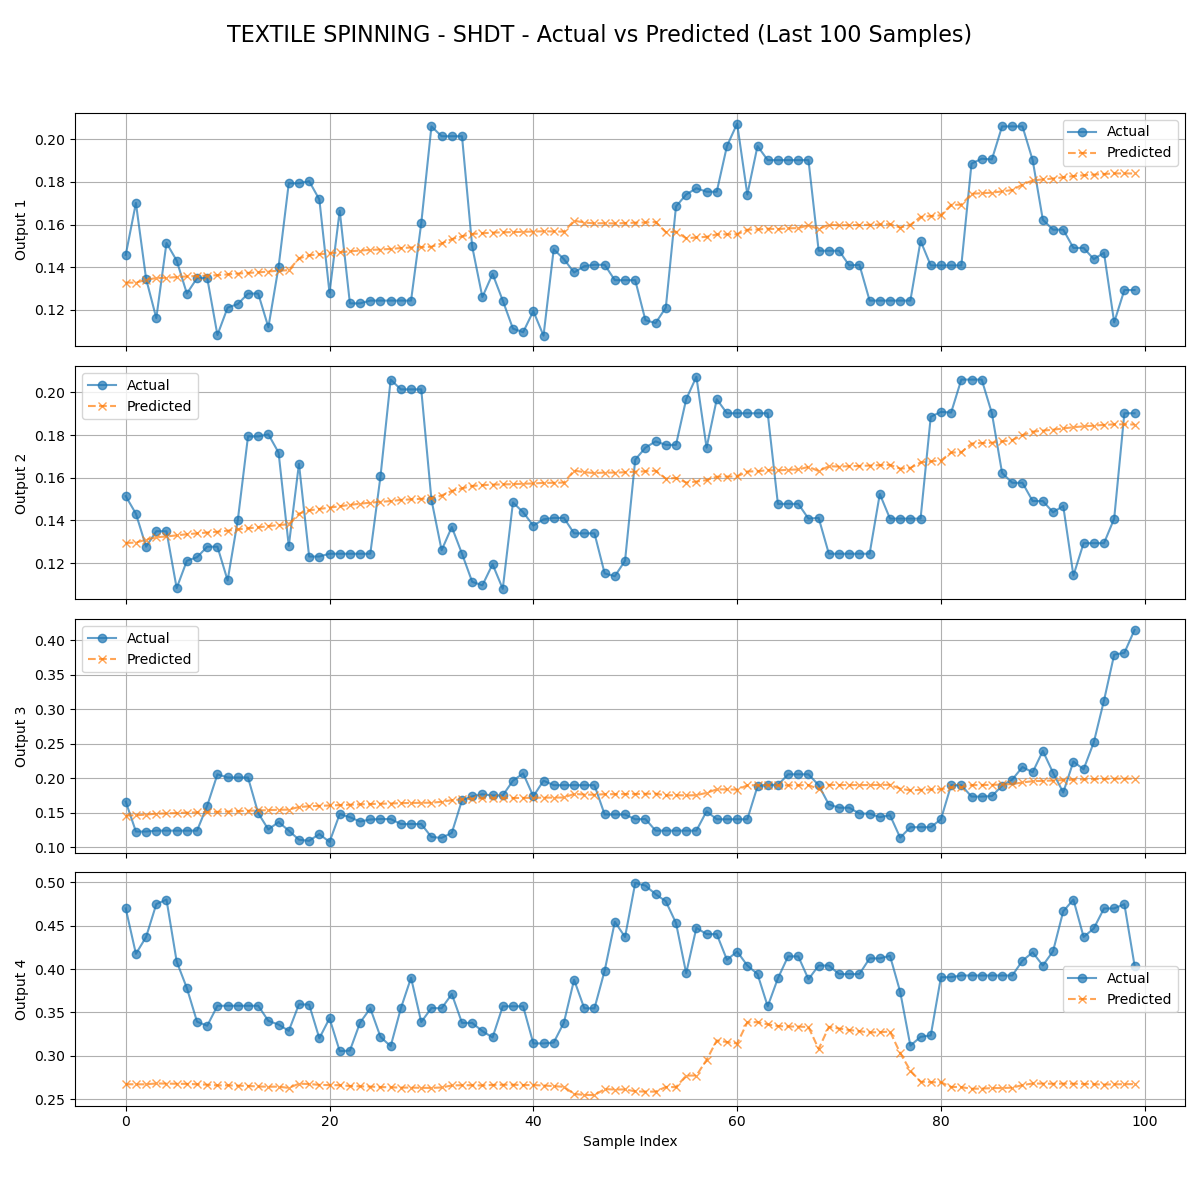 TEXTILE SPINNING - SHDT - Actual vs Predicted (Last 100 Samples)
0.20
0.18
0.16
0.14
0.12
Output 1
Actual
Predicted
0.20
0.18
0.16
0.14
0.12
Output 2
Actual
Predicted
0.40
0.35
0.30
0.25
0.20
0.15
0.10
Output 3
Actual
Predicted
0.50
0.45
0.40
0.35
0.30
0.25
Output 4
Actual
Predicted
0 20 40 60 80 100
Sample Index